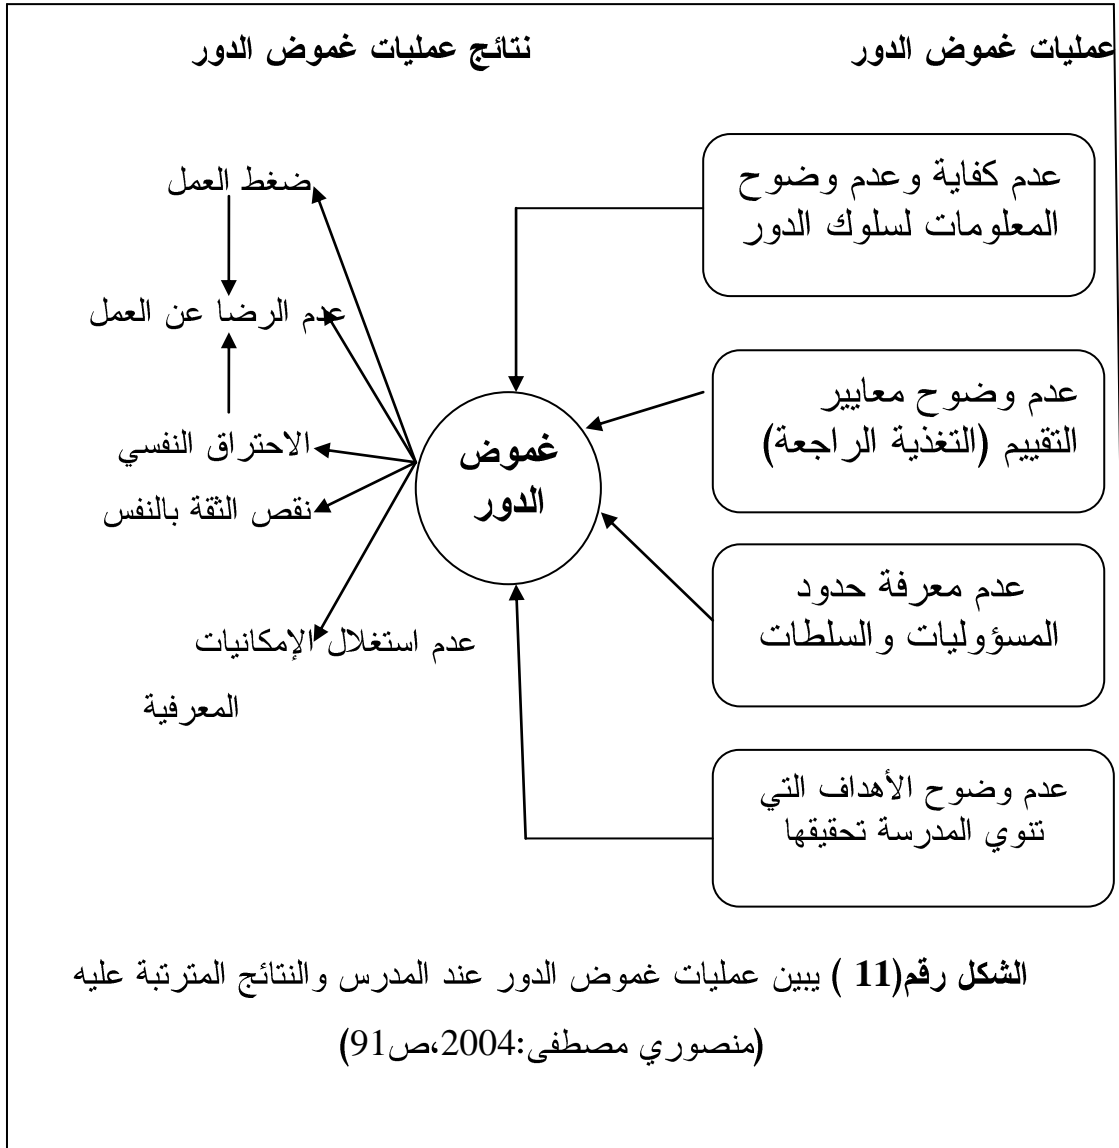 عمليات غموض الدور
نتائج عمليات غموض الدور
عدم كفاية وعدم وضوح
المعلومات لسلوك الدور
عدم وضوح معايير
التقييم (التغذية الراجعة)
عدم معرفة حدود
المسؤوليات والسلطات
عدم وضوح الأهداف التي
تنوي المدرسة تحقيقها
غموض
الدور
ضغط العمل
عدم الرضا عن العمل
الاحتراق النفسي
نقص الثقة بالنفس
عدم استغلال الإمكانيات
المعرفية
الشكل رقم(11 ) يبين عمليات غموض الدور عند المدرس والنتائج المترتبة عليه
(منصوري مصطفى:2004،ص91)